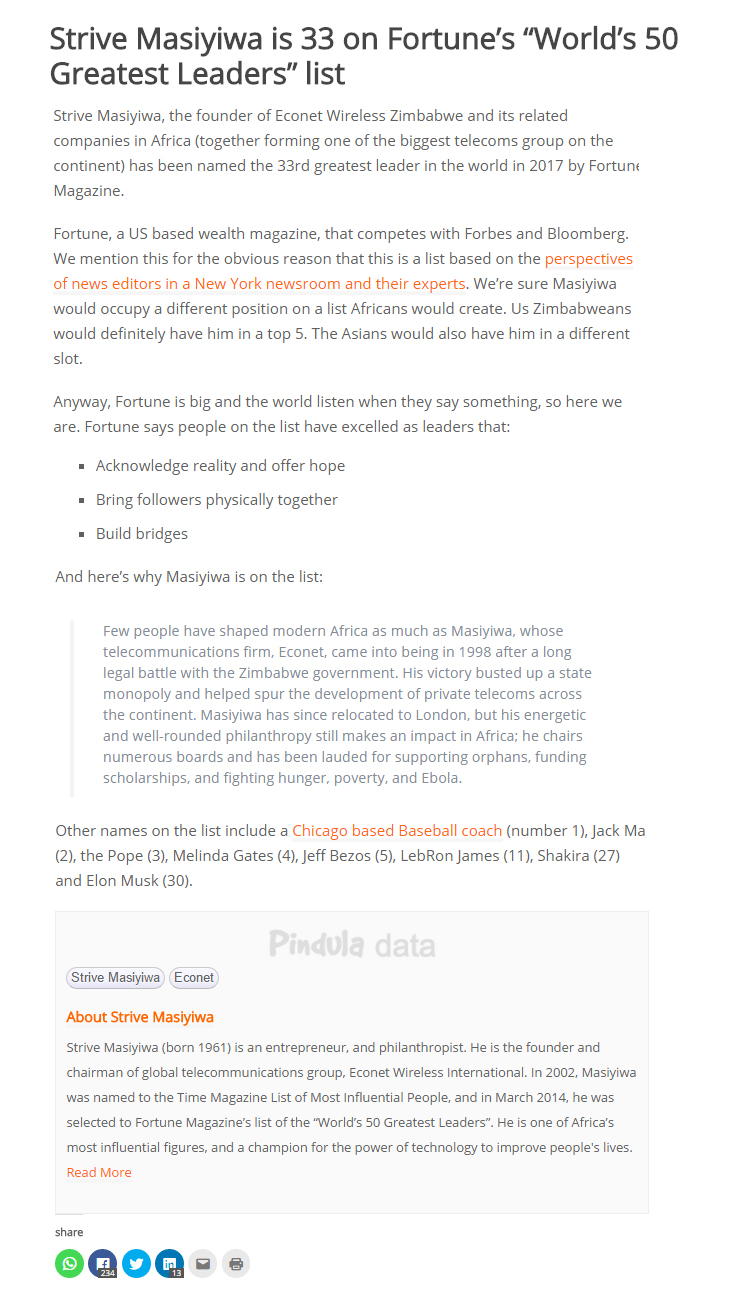 Strive Masiyiwa is 33 on Fortune’s “World’s 50
Greatest Leaders” list
Strive Masiyiwa, the founder of Econet Wireless Zimbabwe and its related
companies in Africa (together forming one of the biggest telecoms group on the
continent) has been named the 33rd greatest leader in the world in 2017 by Fortune
Magazine.
Fortune, a US based wealth magazine, that competes with Forbes and Bloomberg.
We mention this for the obvious reason that this is a list based on the perspectives
of news editors in a New York newsroom and their experts. We’re sure Masiyiwa
would occupy a different position on a list Africans would create. Us Zimbabweans
would definitely have him in a top 5. The Asians would also have him in a different
slot.
Anyway, Fortune is big and the world listen when they say something, so here we
are. Fortune says people on the list have excelled as leaders that:
▪ Acknowledge reality and offer hope
▪ Bring followers physically together
▪ Build bridges
And here’s why Masiyiwa is on the list:
Few people have shaped modern Africa as much as Masiyiwa, whose
telecommunications firm, Econet, came into being in 1998 after a long
legal battle with the Zimbabwe government. His victory busted up a state
monopoly and helped spur the development of private telecoms across
the continent. Masiyiwa has since relocated to London, but his energetic
and well-rounded philanthropy still makes an impact in Africa; he chairs
numerous boards and has been lauded for supporting orphans, funding
scholarships, and fighting hunger, poverty, and Ebola.
Other names on the list include a Chicago based Baseball coach (number 1), Jack Ma
(2), the Pope (3), Melinda Gates (4), Jeff Bezos (5), LebRon James (11), Shakira (27)
and Elon Musk (30).
Pindula data
Strive Masiyiwa Econet
About Strive Masiyiwa
Strive Masiyiwa (born 1961) is an entrepreneur, and philanthropist. He is the founder and
chairman of global telecommunications group, Econet Wireless International. In 2002, Masiyiwa
was named to the Time Magazine List of Most Influential People, and in March 2014, he was
selected to Fortune Magazine’s list of the “World’s 50 Greatest Leaders”. He is one of Africa’s
most influential figures, and a champion for the power of technology to improve people's lives.
Read More
share
234 13